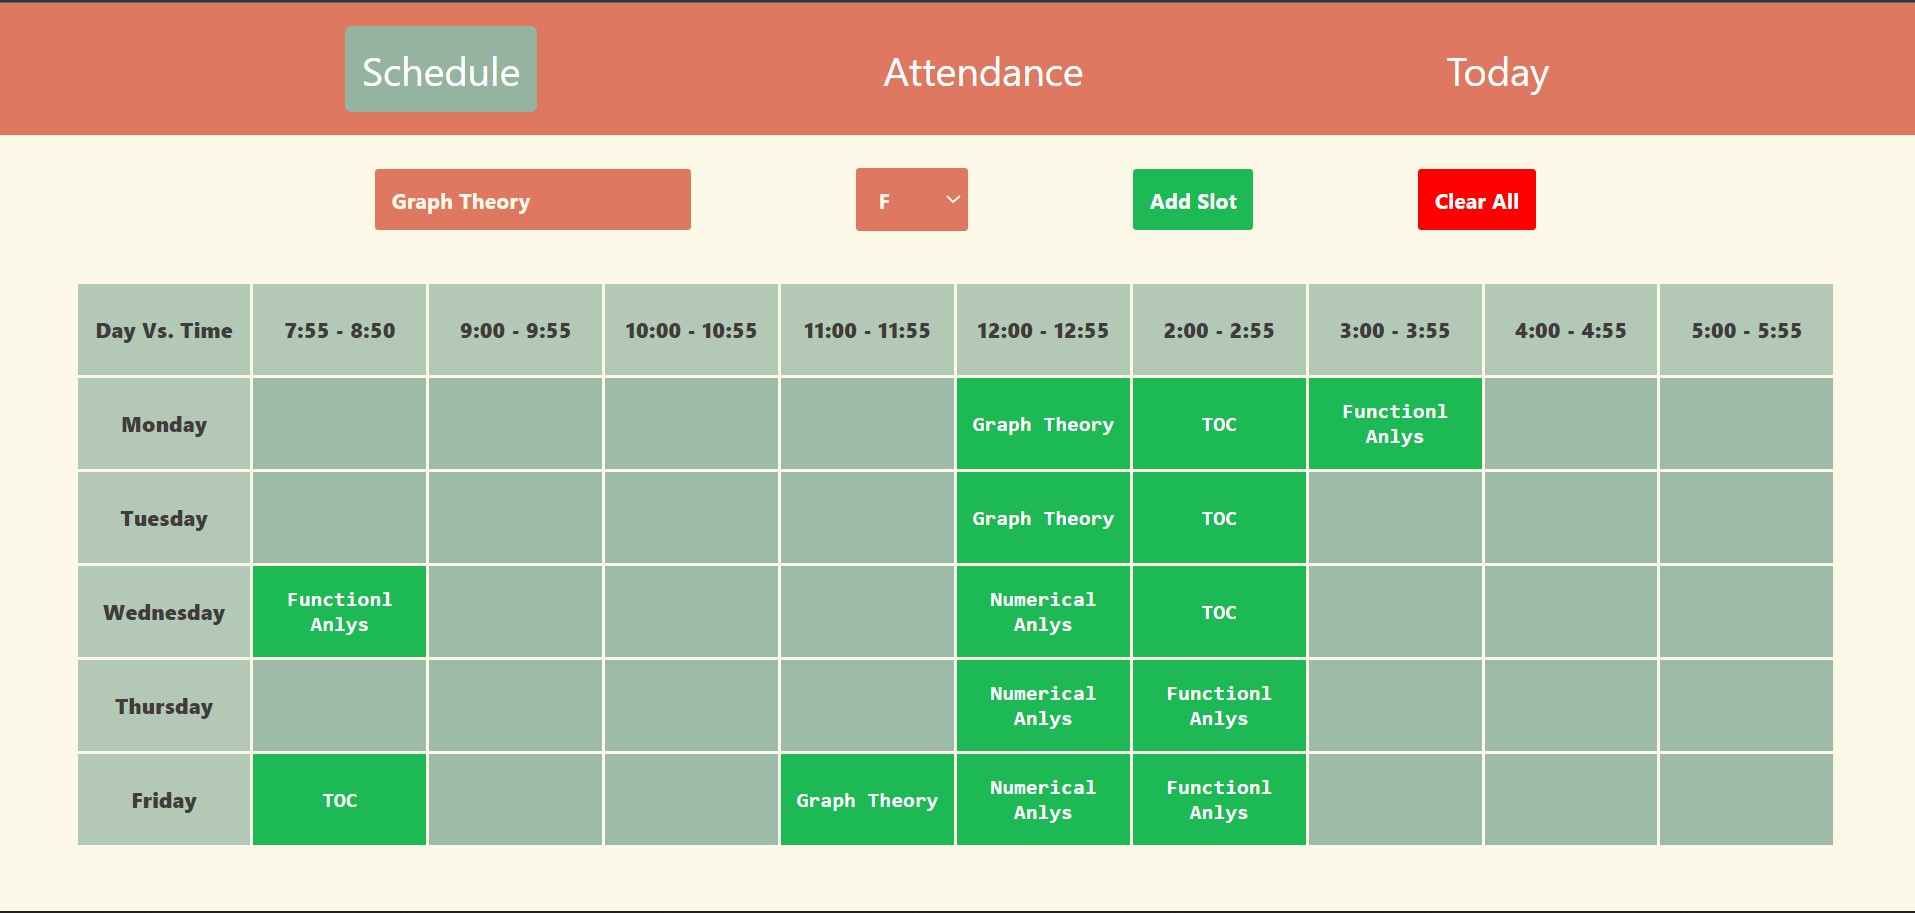 Schedule Attendance Today
Graph Theory F Add Slot Clear All
Day Vs. Time 7:55 - 8:50 9:00 - 9:55 10:00 - 10:55 11:00 - 11:55 12:00 - 12:55 2:00 - 2:55 3:00 - 3:55 4:00 - 4:55 5:00 - 5:55
Monday Graph Theory TOC Functionl
Anlys
Tuesday Graph Theory TOC
Wednesday Functionl
Anlys
Numerical
Anlys
TOC
Thursday Numerical
Anlys
Functionl
Anlys
Friday TOC Graph Theory Numerical
Anlys
Functionl
Anlys